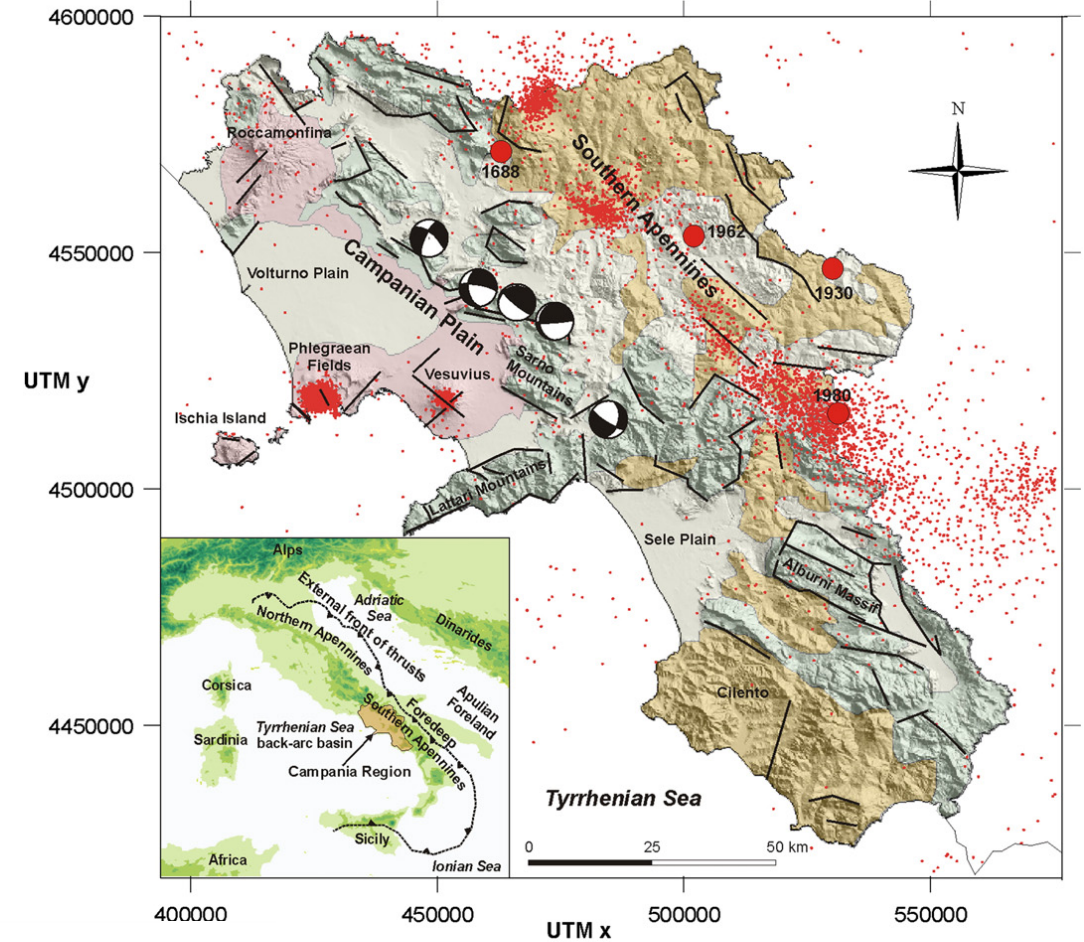 4600000
4550000
4500000
4450000
UTM y
400000
450000
500000
550000
UTM x
N
Roccamonfina
1688
Southern Apennines
1962
1930
Volturno Plain
Campanian Plain
Phlegraean
Fields
Vesuvius
Sarno
Mountains
1980
Ischia Island
Lattari Mountains
Sele Plain
Alburni Massif
Cilento
Tyrrhenian Sea
0
25
50 km
Alps
External front of thrusts
Adriatic
Sea
Northern Apennines
Dinarides
Corsica
Apulian
Foreland
Foredeep
Southern Apennines
Sardinia
Tyrrhenian Sea
back-arc basin
Campania Region
Sicily
Africa
Ionian Sea